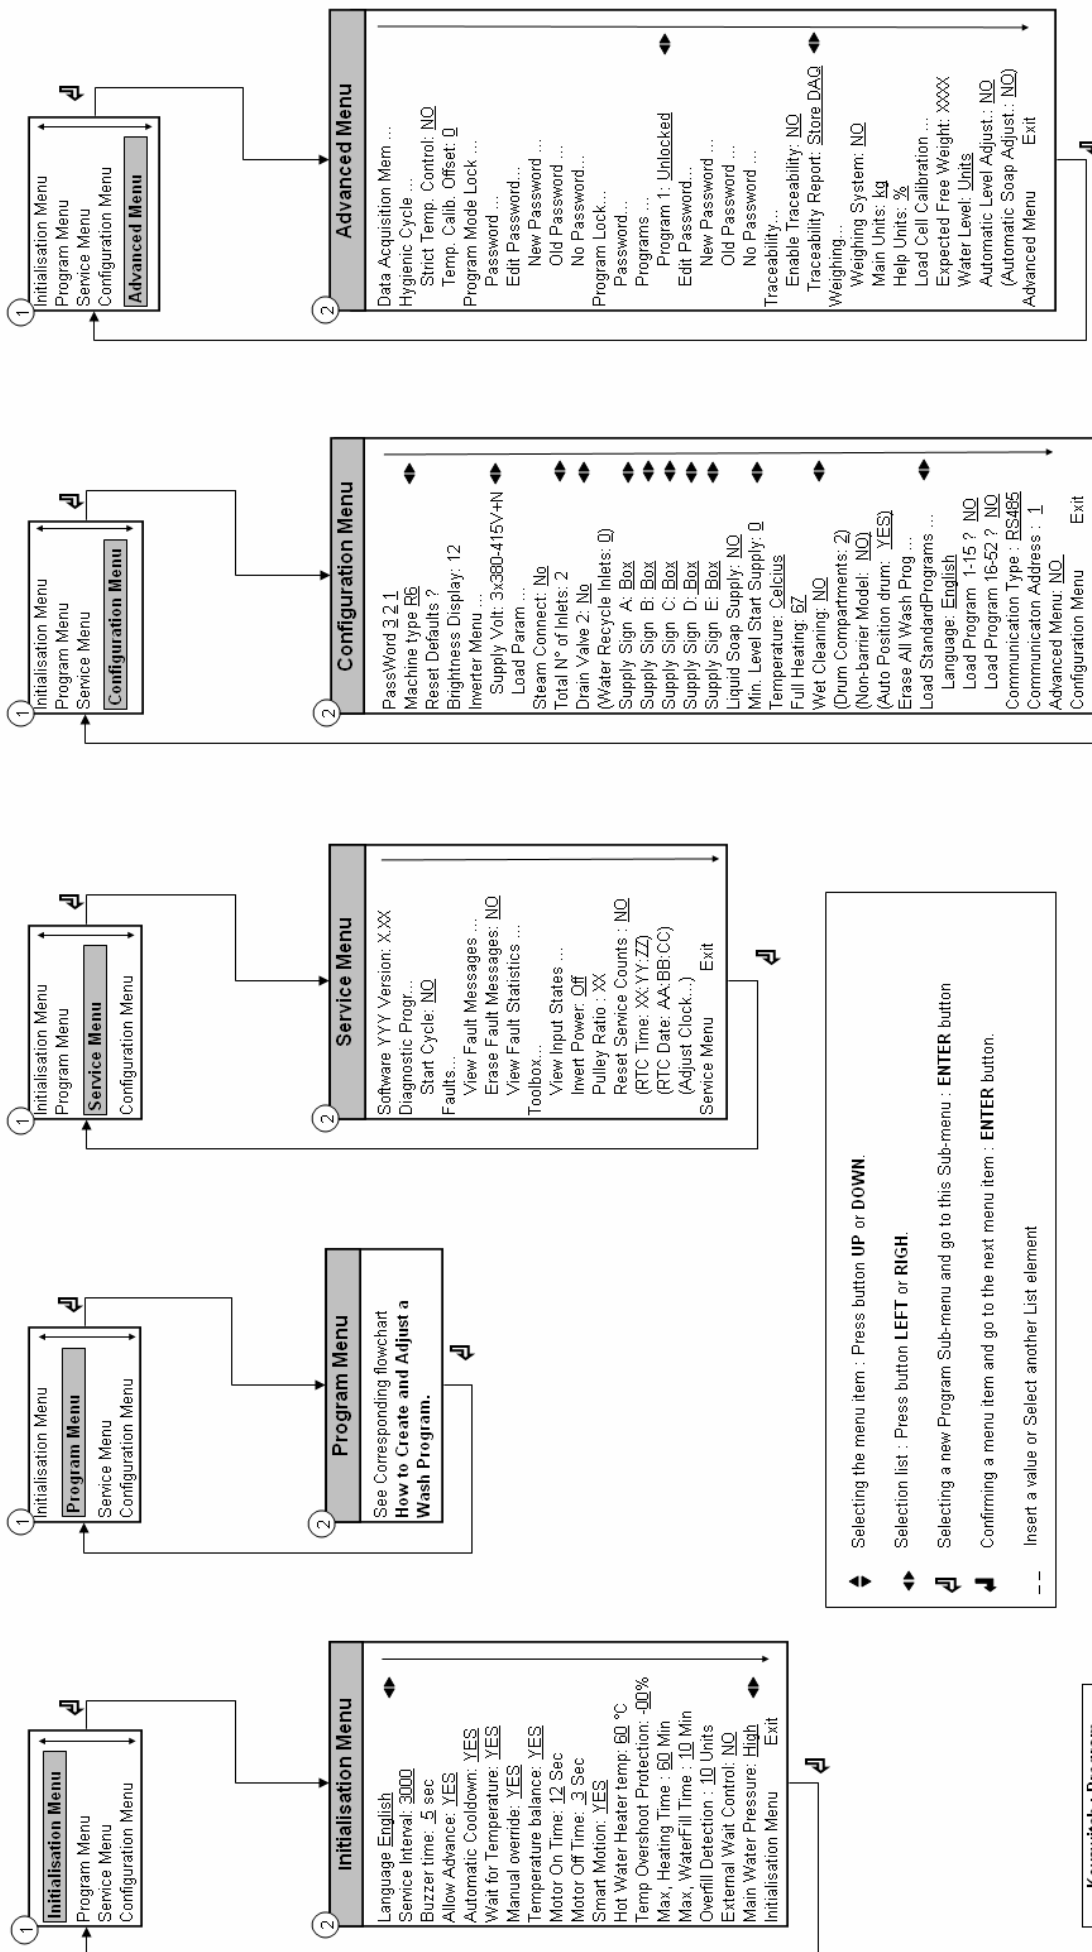 1
Initialisation Menu
Program Menu
Service Menu
Configuration Menu
2
Initialisation Menu
Language English
Service Interval: 3000
Buzzer time: 5 sec
Allow Advance: YES
Automatic Cooldown: YES
Wait for Temperature: YES
Manual override: YES
Temperature balance: YES
Motor On Time: 12 Sec
Motor Off Time: 3 Sec
Smart Motion: YES
Hot Water Heater temp: 60 °C
Temp Overshoot Protection: -00%
Max, Heating Time : 60 Min
Max, WaterFill Time : 10 Min
Overfill Detection : 10 Units
External Wait Control: NO
Main Water Pressure: High
Initialisation Menu Exit
1
Initialisation Menu
Program Menu
Service Menu
Configuration Menu
2
Program Menu
See Corresponding flowchart
How to Create and Adjust a
Wash Program.
1
Initialisation Menu
Program Menu
Service Menu
Configuration Menu
2
Service Menu
Software YYY Version: X.XX
Diagnostic Progr...
Start Cycle: NO
Faults...
View Fault Messages ...
Erase Fault Messages: NO
View Fault Statistics ...
Toolbox...
View Input States ...
Invert Power: Off
Pulley Ratio : XX
Reset Service Counts : NO
(RTC Time: XX:YY:ZZ)
(RTC Date: AA:BB:CC)
(Adjust Clock...)
Service Menu Exit
1
Initialisation Menu
Program Menu
Service Menu
Configuration Menu
2
Configuration Menu
PassWord 3 2 1
Machine type R6
Reset Defaults ?
Brightness Display: 12
Inverter Menu ...
Supply Volt: 3x380-415V+N
Load Param ...
Steam Connect: No
Total N° of Inlets: 2
Drain Valve 2: No
(Water Recycle Inlets: 0)
Supply Sign A: Box
Supply Sign B: Box
Supply Sign C: Box
Supply Sign D: Box
Supply Sign E: Box
Liquid Soap Supply: NO
Min. Level Start Supply: 0
Temperature: Celcius
Full Heating: 67
Wet Cleaning: NO
(Drum Compartments: 2)
(Non-barrier Model: NO)
(Auto Position drum: YES)
Erase All Wash Prog ...
Load StandardPrograms ...
Language: English
Load Program 1-15 ? NO
Load Program 16-52 ? NO
Communication Type : RS485
Communicaton Address : 1
Advanced Menu: NO
Configuration Menu Exit
1
Initialisation Menu
Program Menu
Service Menu
Configuration Menu
Advanced Menu
2
Advanced Menu
Data Acquisition Mem ...
Hygienic Cycle ...
Strict Temp. Control: NO
Temp. Calib. Offset: 0
Program Mode Lock ...
Password ...
Edit Password...
New Password ...
Old Password ...
No Password...
Program Lock...
Password...
Programs ...
Program 1: Unlocked
Edit Password...
New Password ...
Old Password ...
No Password...
Traceability...
Enable Traceability: NO
Traceability Report: Store DAQ
Weighing...
Weighing System: NO
Main Units: kg
Help Units: %
Load Cell Calibration ...
Expected Free Weight: XXXX
Water Level: Units
Automatic Level Adjust.: NO
(Automatic Soap Adjust.: NO)
Advanced Menu Exit
Selecting the menu item : Press button UP or DOWN.
Selection list : Press button LEFT or RIGH.
Selecting a new Program Sub-menu and go to this Sub-menu : ENTER button
Confirming a menu item and go to the next menu item : ENTER button.
_ _ Insert a value or Select another List element